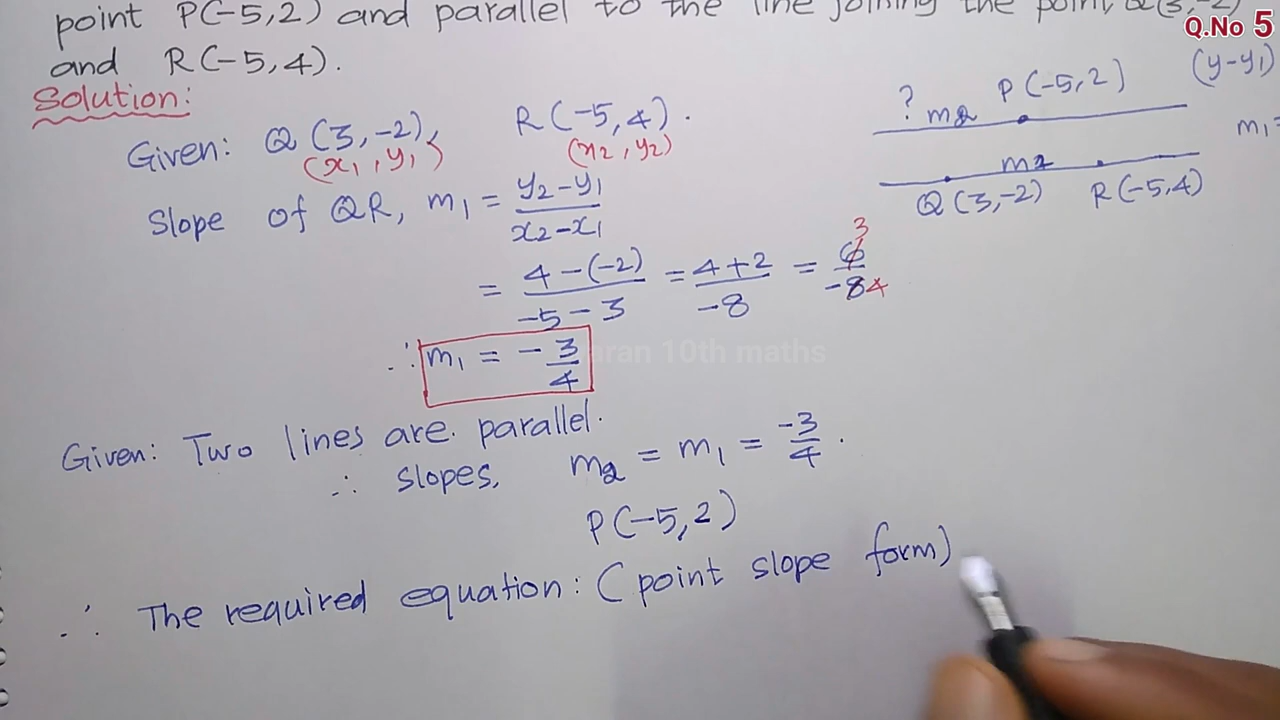 point P(-5,2) and parallel to the line joining the point Q(3,-2)
Q.No 5
and R(-5,4).
Solution:
Given: Q(3,-2), R(-5,4).
(x₁,y₁) (x₂,y₂)
Slope of QR, m₁ = y₂-y₁ / x₂-x₁
= 4-(-2) / -5-3 = 4+2 / -8 = 6 / -8 3 4
∴ m₁ = -3/4
ran 10th maths
Given: Two lines are parallel.
∴ slopes, m₂ = m₁ = -3/4.
P(-5,2)
∴ The required equation: (point slope form)
? m₂ P(-5,2)
m₂
Q(3,-2) R(-5,4)
(y-y₁)
m₁=